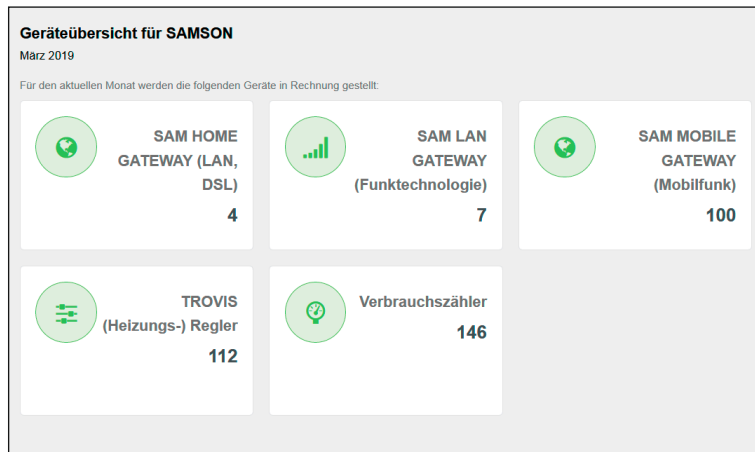 Geräteübersicht für SAMSON
März 2019
Für den aktuellen Monat werden die folgenden Geräte in Rechnung gestellt:
SAM HOME
GATEWAY (LAN,
DSL)
4
SAM LAN
GATEWAY
(Funktechnologie)
7
SAM MOBILE
GATEWAY
(Mobilfunk)
100
TROVIS
(Heizungs-) Regler
112
Verbrauchszähler
146